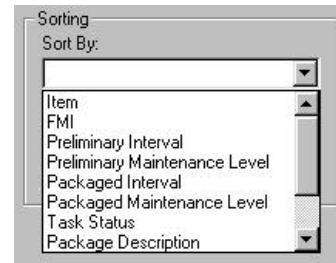 Sorting
Sort By:
Item
FMI
Preliminary Interval
Preliminary Maintenance Level
Packaged Interval
Packaged Maintenance Level
Task Status
Package Description